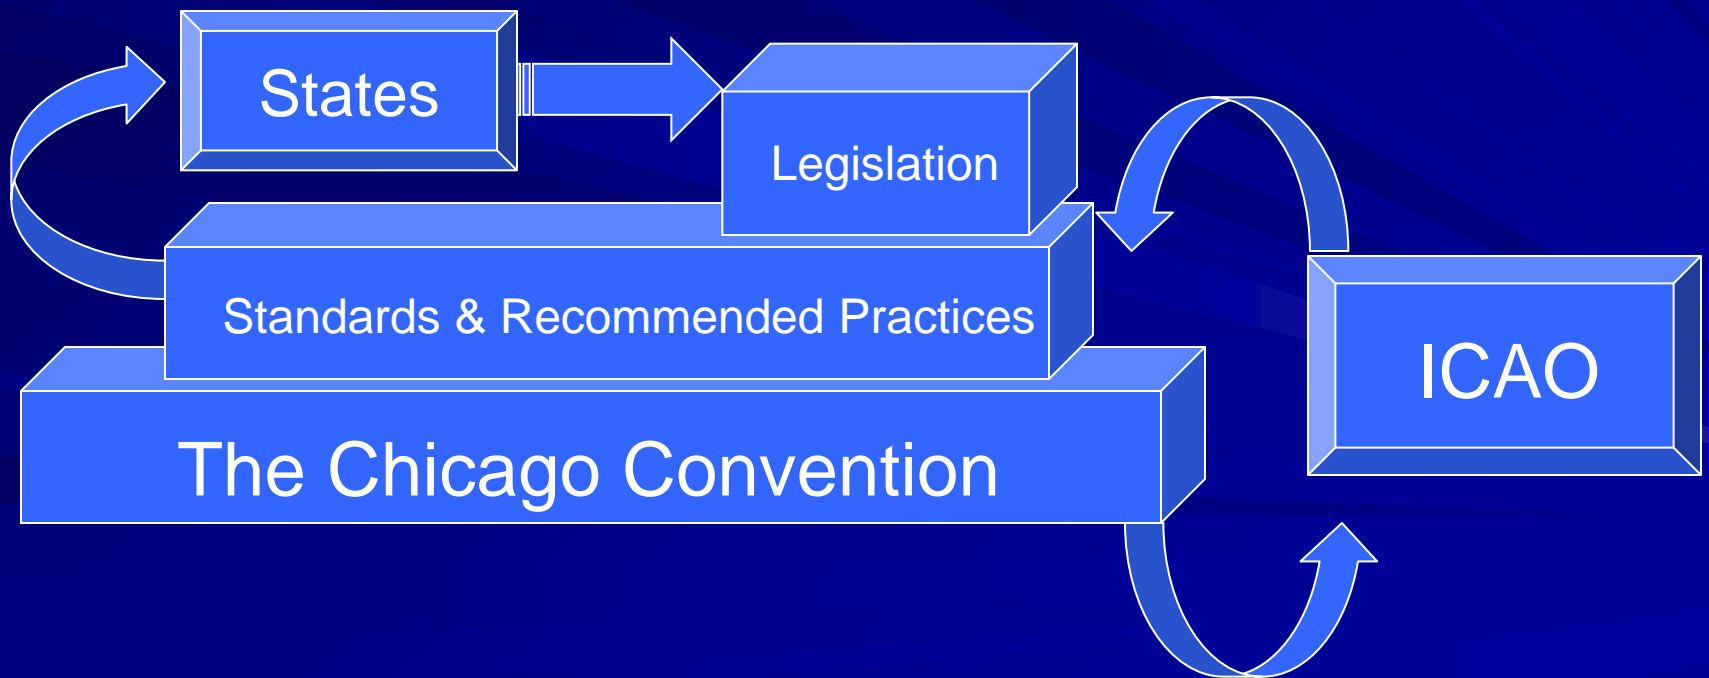 States
Legislation
Standards & Recommended Practices
ICAO
The Chicago Convention